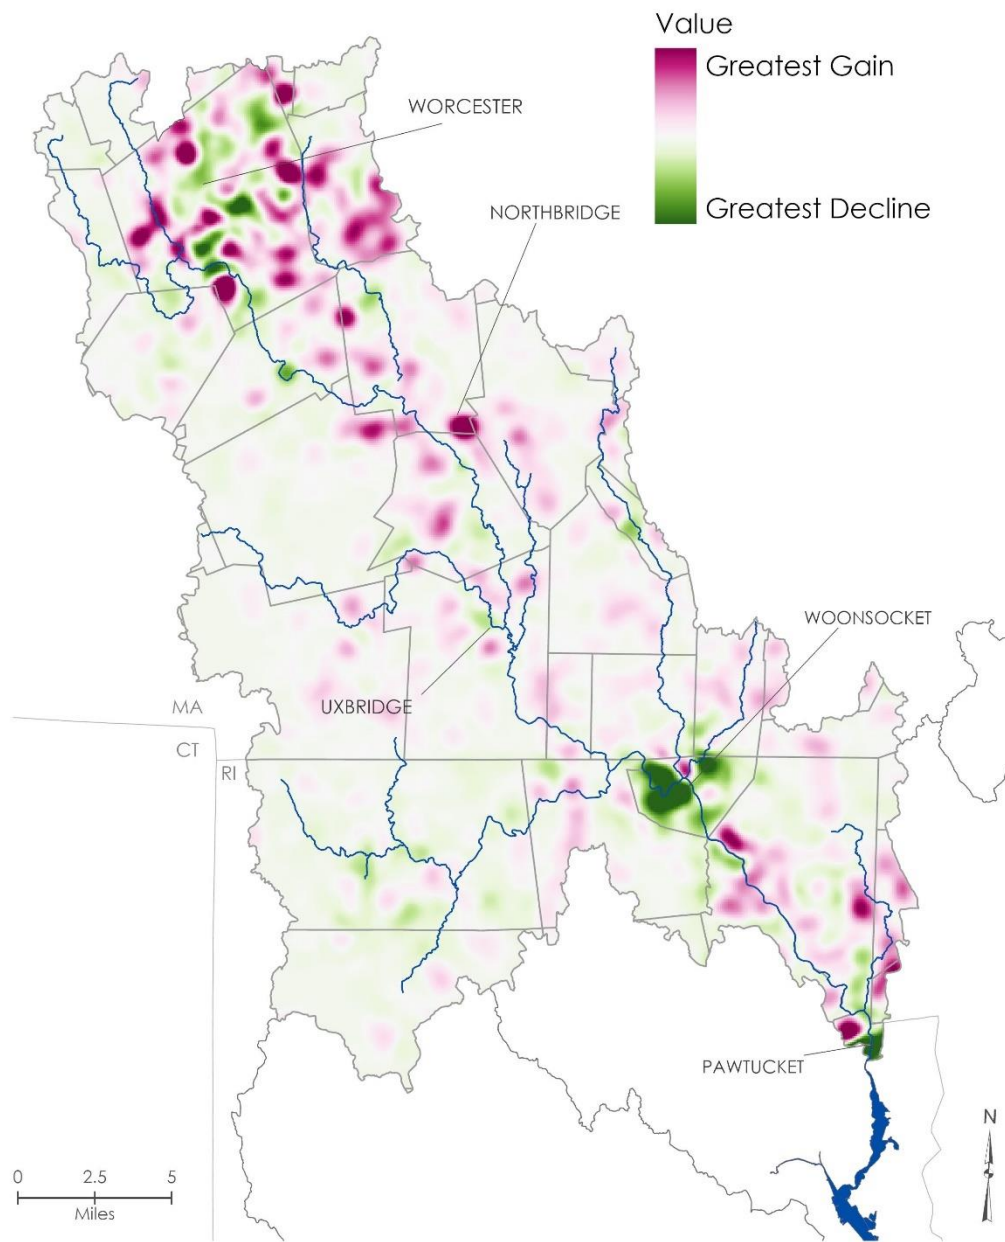 Value
Greatest Gain
Greatest Decline
WORCESTER
NORTHBRIDGE
WOONSOCKET
UXBRIDGE
MA
CT
RI
PAWTUCKET
N
0 2.5 5
Miles